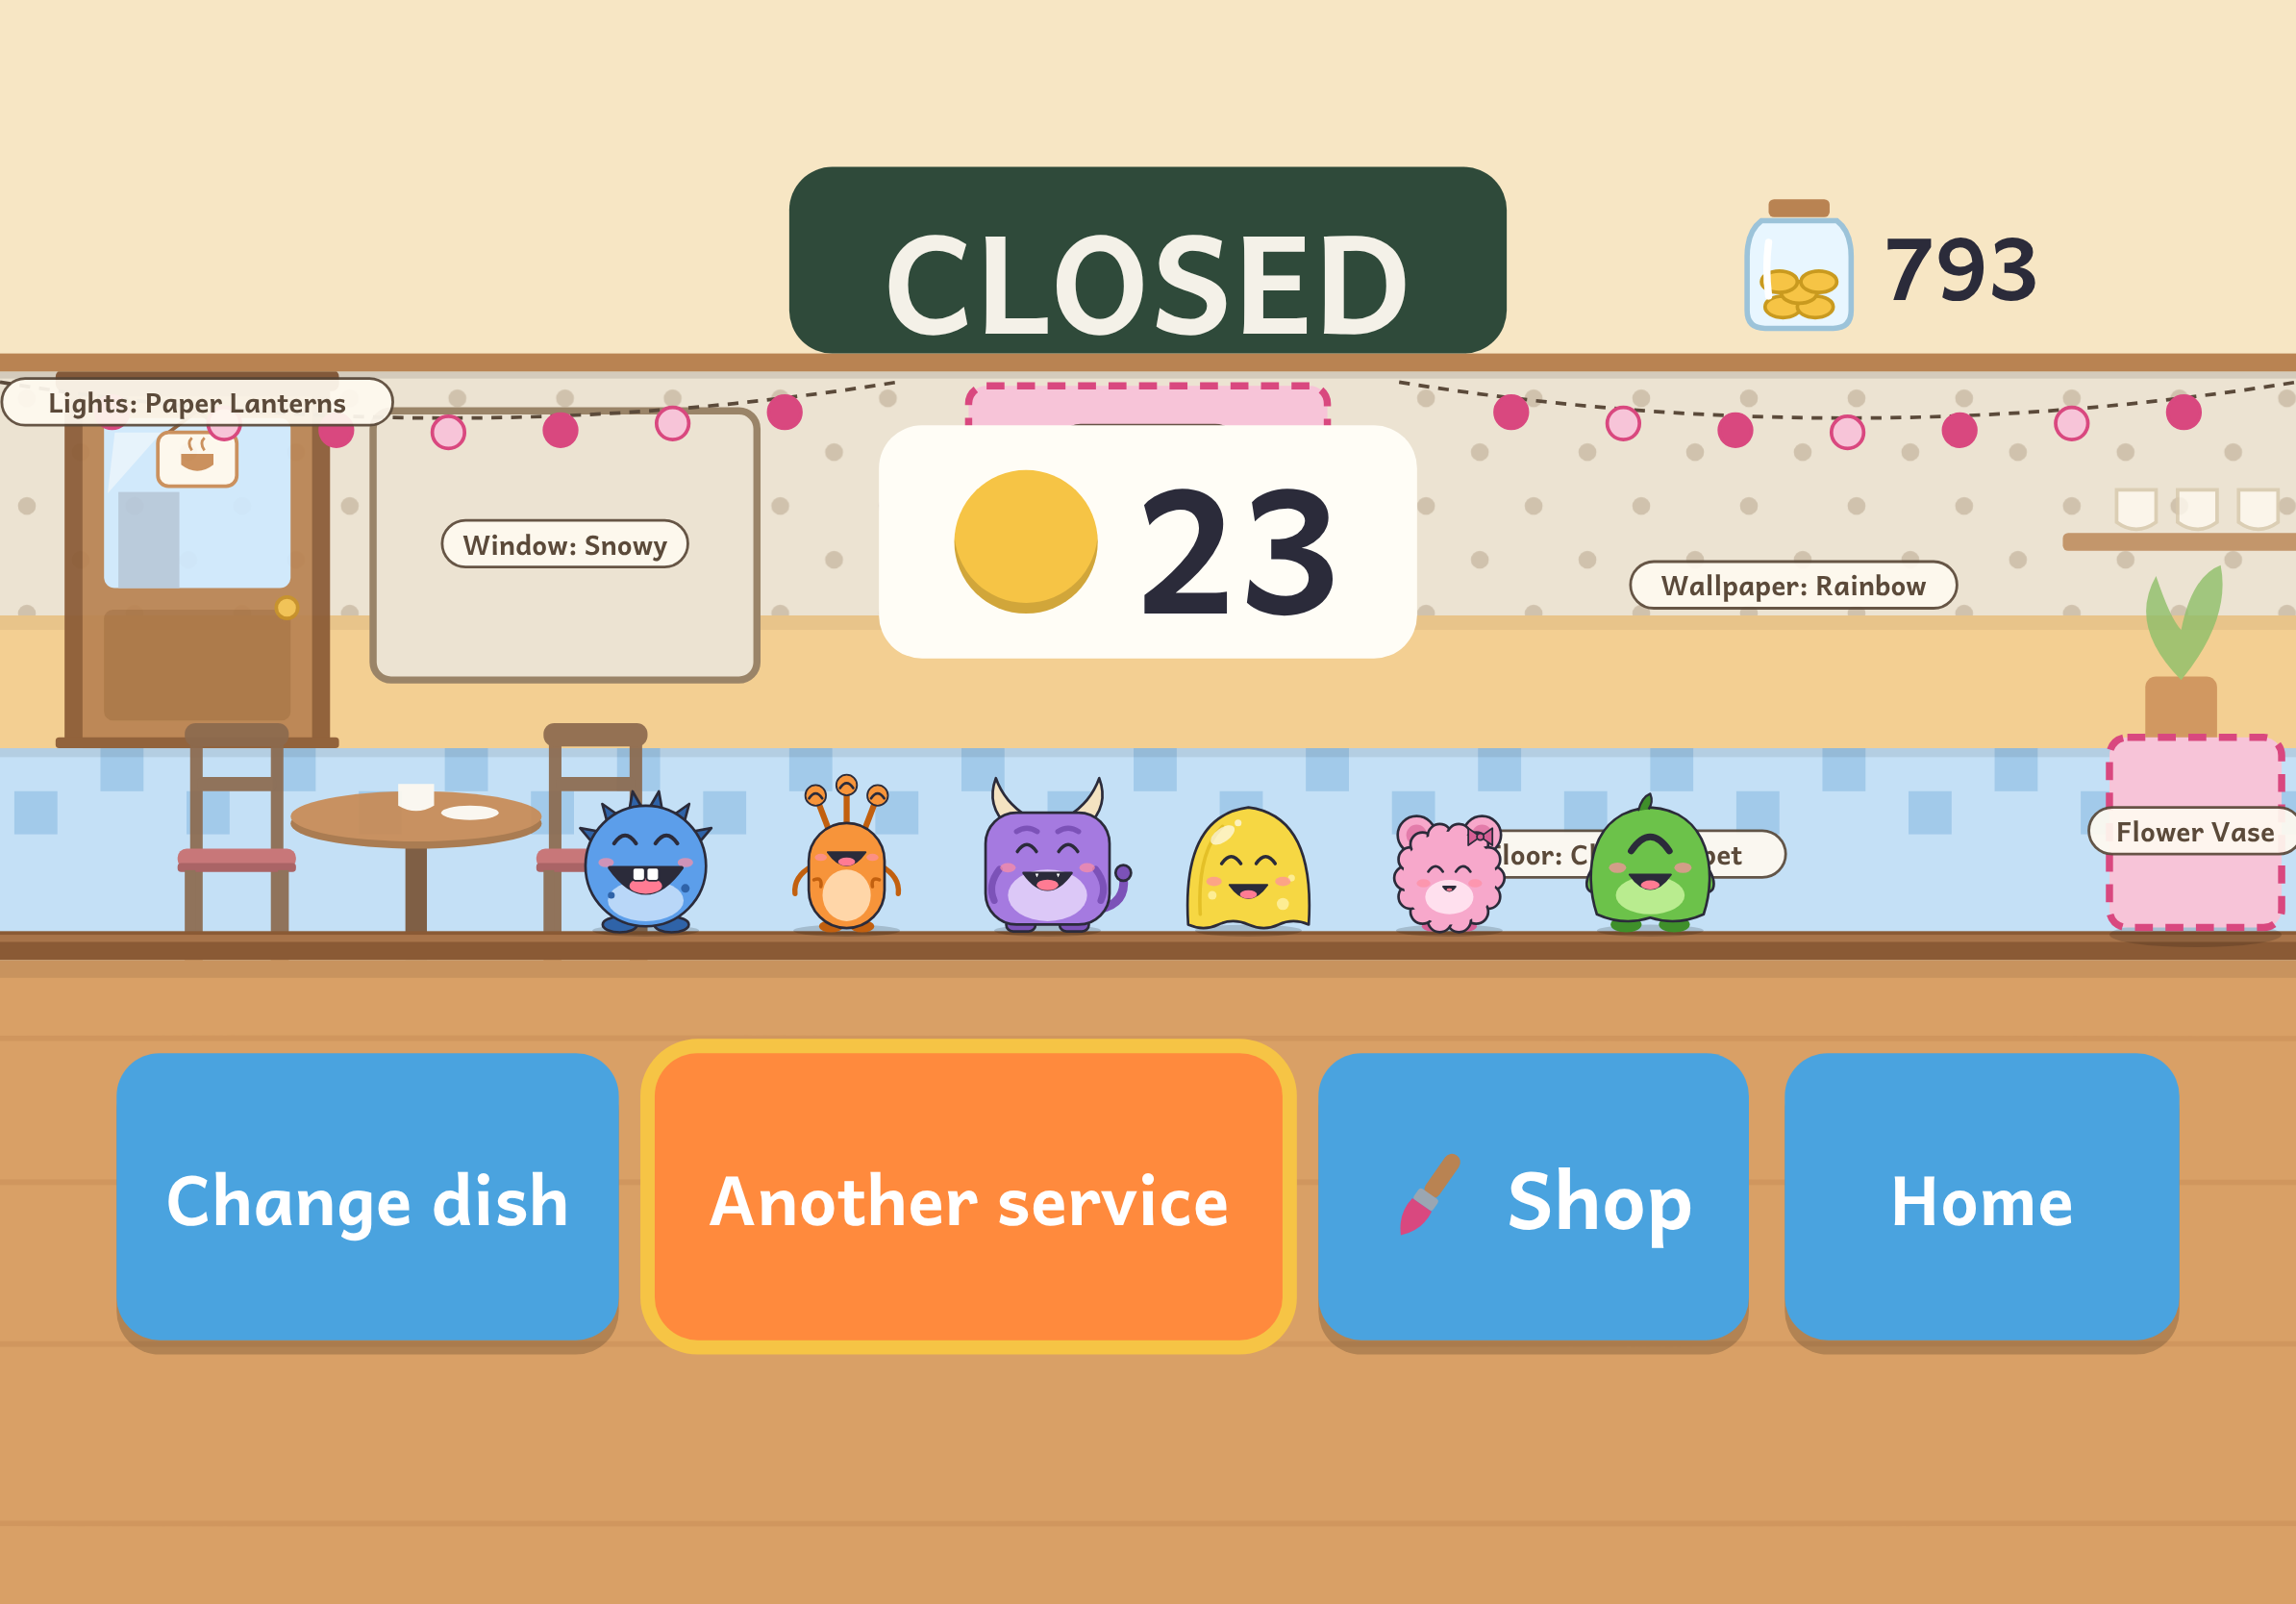 CLOSED
793
Lights: Paper Lanterns
23
Window: Snowy
Wallpaper: Rainbow
Flower Vase
Change dish
Another service
Shop
Home